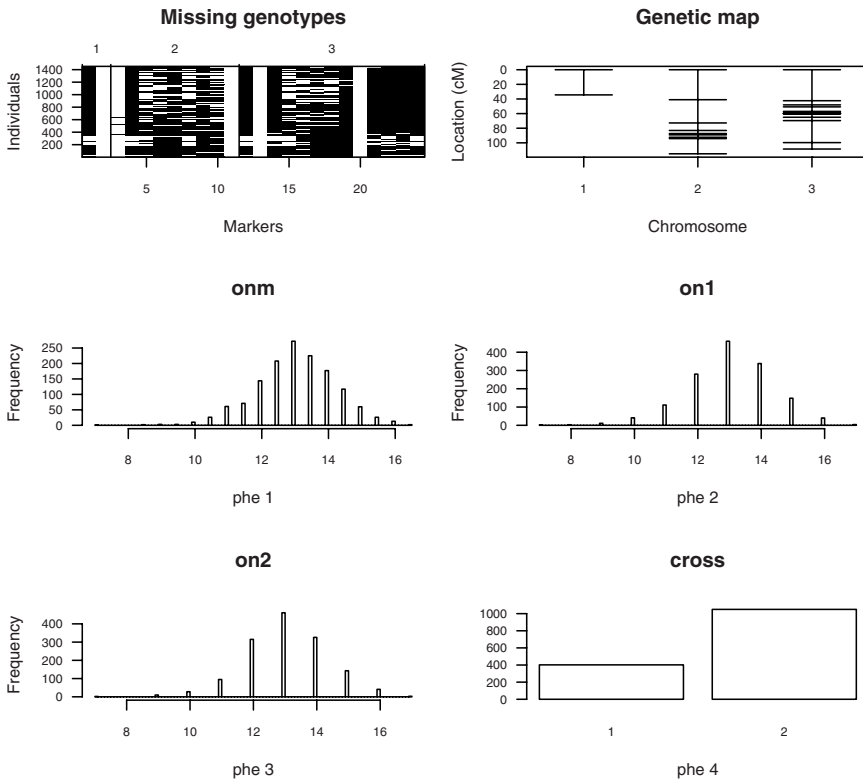 Missing genotypes
1 2 3
Individuals
1400
1200
1000
800
600
400
200
5 10 15 20
Markers
Genetic map
Location (cM)
0
20
40
60
80
100
1 2 3
Chromosome
onm
Frequency
250
200
150
100
50
0
8 10 12 14 16
phe 1
on1
Frequency
400
300
200
100
0
8 10 12 14 16
phe 2
on2
Frequency
400
300
200
100
0
8 10 12 14 16
phe 3
cross
1000
800
600
400
200
0
1 2
phe 4